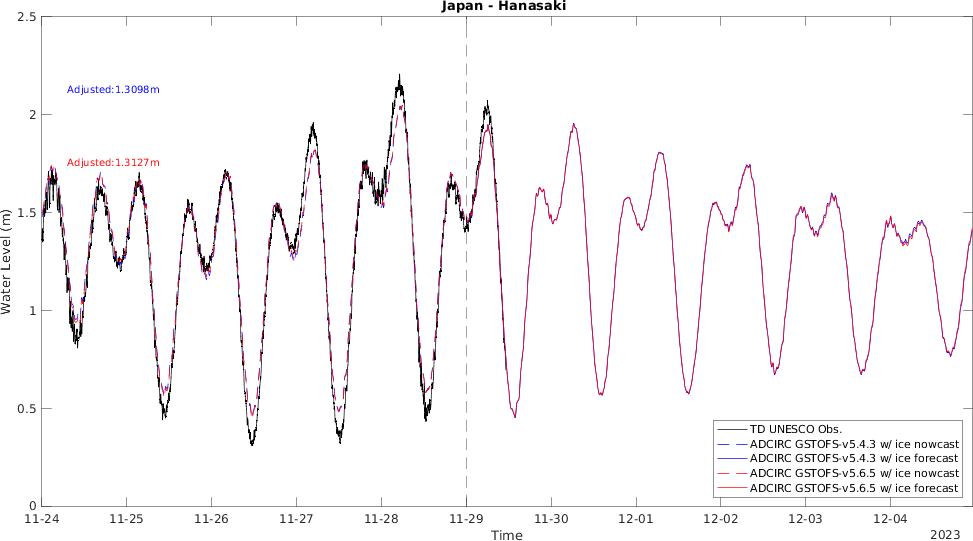 Japan - Hanasaki
2.5
Adjusted:1.3098m
2
Adjusted:1.3127m
1.5
Water Level (m)
1
0.5
TD UNESCO Obs.
ADCIRC GSTOFS-v5.4.3 w/ ice nowcast
ADCIRC GSTOFS-v5.4.3 w/ ice forecast
ADCIRC GSTOFS-v5.6.5 w/ ice nowcast
ADCIRC GSTOFS-v5.6.5 w/ ice forecast
0
11-24 11-25 11-26 11-27 11-28 11-29 11-30 12-01 12-02 12-03 12-04
Time
2023